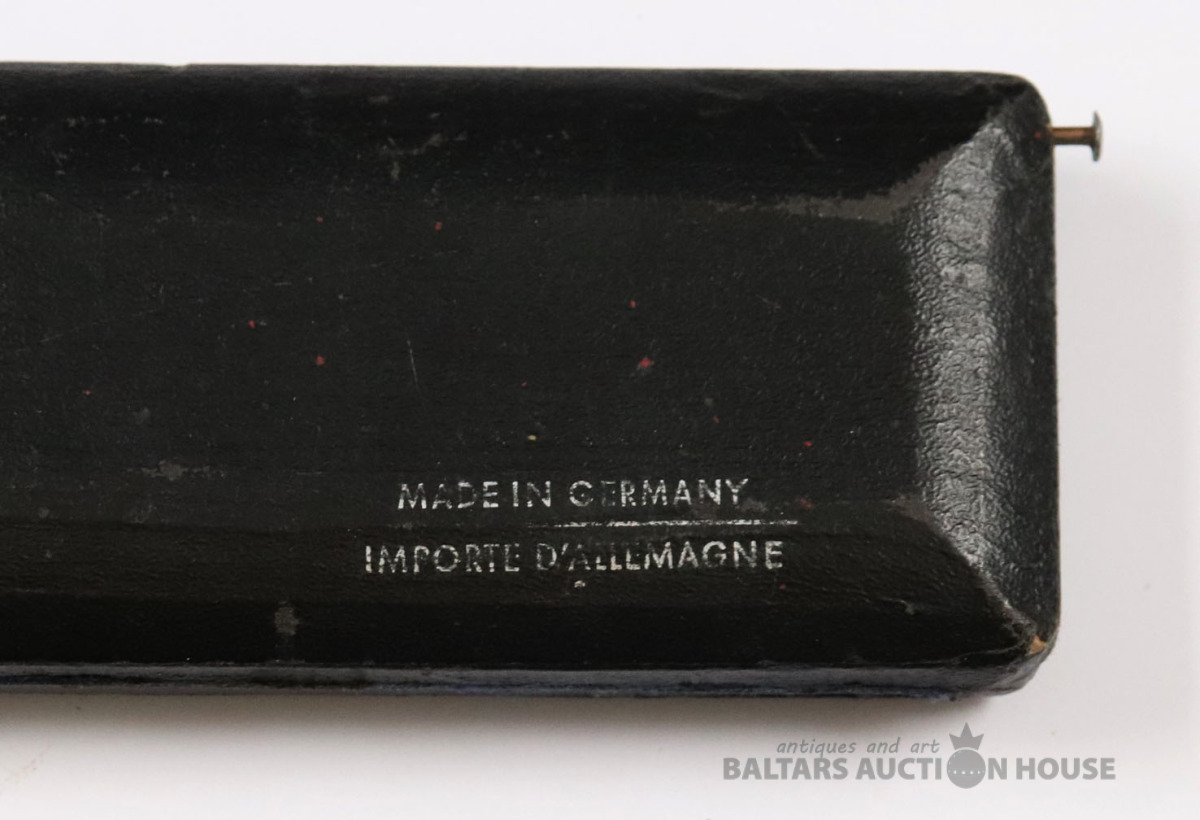 MADE IN GERMANY
IMPORTE D'ALLEMAGNE
antiques and art
BALTARS AUCTION HOUSE